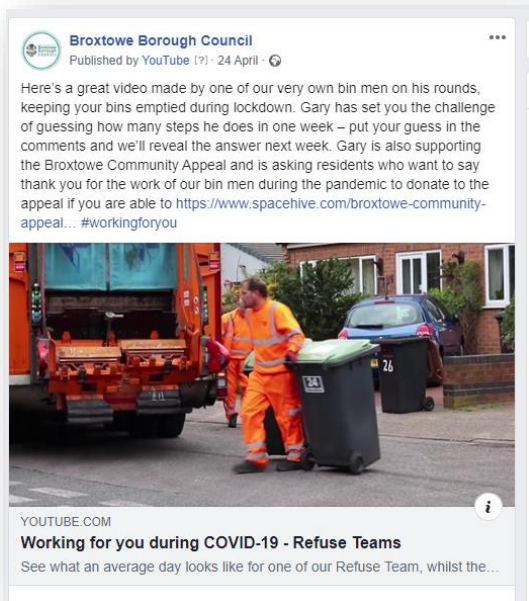 Broxtowe Borough Council
Published by YouTube [?] · 24 April ·
Here's a great video made by one of our very own bin men on his rounds,
keeping your bins emptied during lockdown. Gary has set you the challenge
of guessing how many steps he does in one week – put your guess in the
comments and we'll reveal the answer next week. Gary is also supporting
the Broxtowe Community Appeal and is asking residents who want to say
thank you for the work of our bin men during the pandemic to donate to the
appeal if you are able to https://www.spacehive.com/broxtowe-community-
appeal… #workingforyou
24
26
i
YOUTUBE.COM
Working for you during COVID-19 - Refuse Teams
See what an average day looks like for one of our Refuse Team, whilst the…